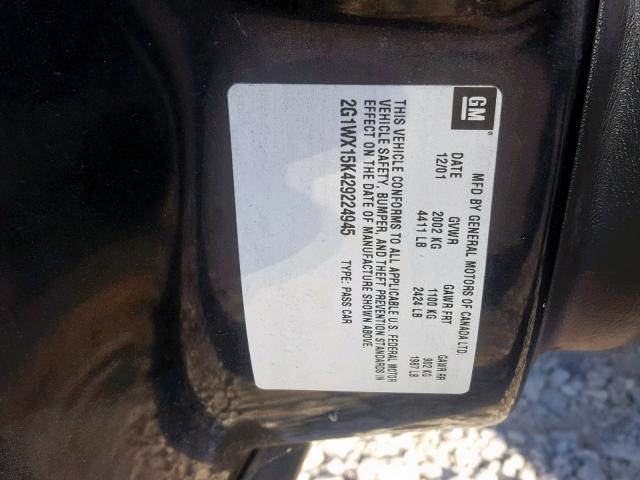 GM
MFD BY GENERAL MOTORS OF CANADA LTD.
DATE GVWR GAWR FRT GAWR RR
12/01 2002 KG 1100 KG 902 KG
4411 LB 2424 LB 1987 LB
THIS VEHICLE CONFORMS TO ALL APPLICABLE U.S. FEDERAL MOTOR
VEHICLE SAFETY, BUMPER, AND THEFT PREVENTION STANDARDS IN
EFFECT ON THE DATE OF MANUFACTURE SHOWN ABOVE.
2G1WX15K429224945 TYPE: PASS CAR